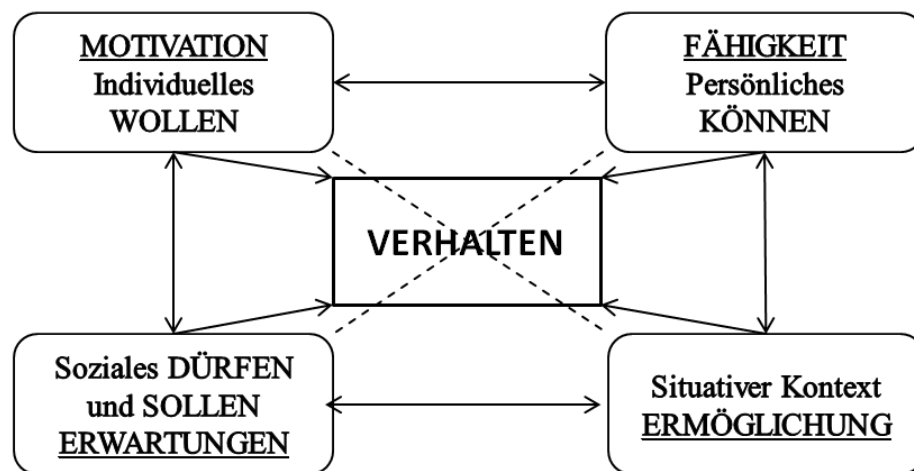 MOTIVATION
Individuelles
WOLLEN
FÄHIGKEIT
Persönliches
KÖNNEN
VERHALTEN
Soziales DÜRFEN
und SOLLEN
ERWARTUNGEN
Situativer Kontext
ERMÖGLICHUNG